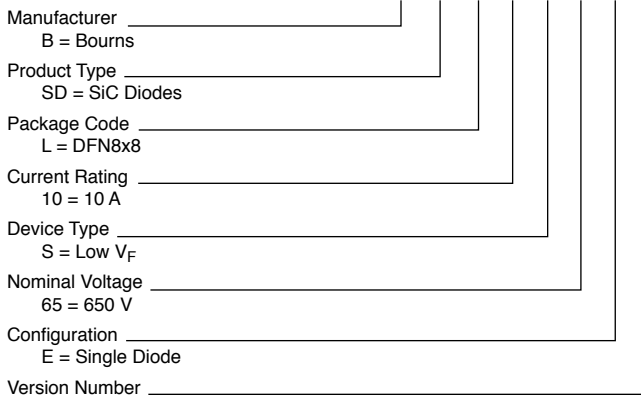 Manufacturer
B = Bourns
Product Type
SD = SiC Diodes
Package Code
L = DFN8x8
Current Rating
10 = 10 A
Device Type
S = Low VF
Nominal Voltage
65 = 650 V
Configuration
E = Single Diode
Version Number